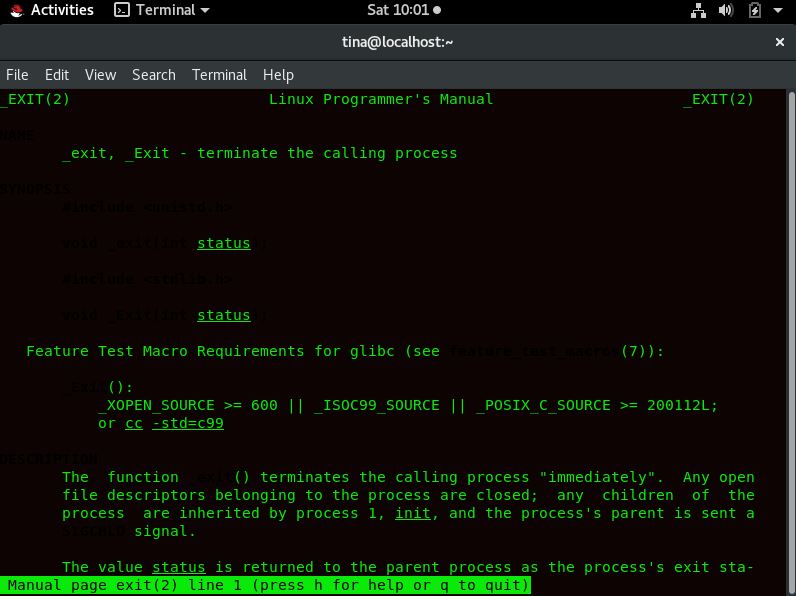 Activities Terminal Sat 10:01
tina@localhost:~ ×
File Edit View Search Terminal Help
_EXIT(2) Linux Programmer's Manual _EXIT(2)
NAME
_exit, _Exit - terminate the calling process
SYNOPSIS
#include <unistd.h>
void _exit(int status);
#include <stdlib.h>
void _Exit(int status);
Feature Test Macro Requirements for glibc (see feature_test_macros(7)):
_Exit():
_XOPEN_SOURCE >= 600 || _ISOC99_SOURCE || _POSIX_C_SOURCE >= 200112L;
or cc -std=c99
DESCRIPTION
The function _exit() terminates the calling process "immediately". Any open
file descriptors belonging to the process are closed; any children of the
process are inherited by process 1, init, and the process's parent is sent a
SIGCHLD signal.
The value status is returned to the parent process as the process's exit sta-
Manual page exit(2) line 1 (press h for help or q to quit)